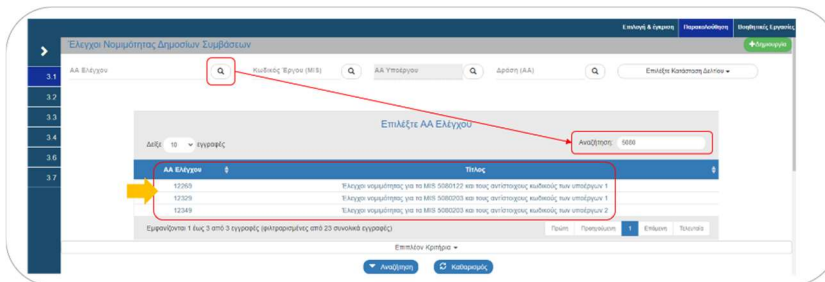 Επιλογή & έγκριση Παρακολούθηση Βοηθητικές Εργασίες
Έλεγχοι Νομιμότητας Δημοσίων Συμβάσεων
+Δημιουργία
ΑΑ Ελέγχου Κωδικός Έργου (MIS) ΑΑ Υποέργου Δράση (ΑΑ) Επιλέξτε Κατάσταση Δελτίου
3.1
3.2
3.3
3.4
3.6
3.7
Επιλέξτε ΑΑ Ελέγχου
Δείξε 10 εγγραφές
Αναζήτηση: 5080
ΑΑ Ελέγχου Τίτλος
12269 Έλεγχοι νομιμότητας για τα MIS 5080122 και τους αντίστοιχους κωδικούς των υποέργων 1
12329 Έλεγχοι νομιμότητας για τα MIS 5080203 και τους αντίστοιχους κωδικούς των υποέργων 1
12349 Έλεγχοι νομιμότητας για τα MIS 5080203 και τους αντίστοιχους κωδικούς των υποέργων 2
Εμφανίζονται 1 έως 3 από 3 εγγραφές (φιλτραρισμένες από 23 συνολικά εγγραφές)
Πρώτη Προηγούμενη 1 Επόμενη Τελευταία
Επιπλέον Κριτήρια
Αναζήτηση Καθαρισμός